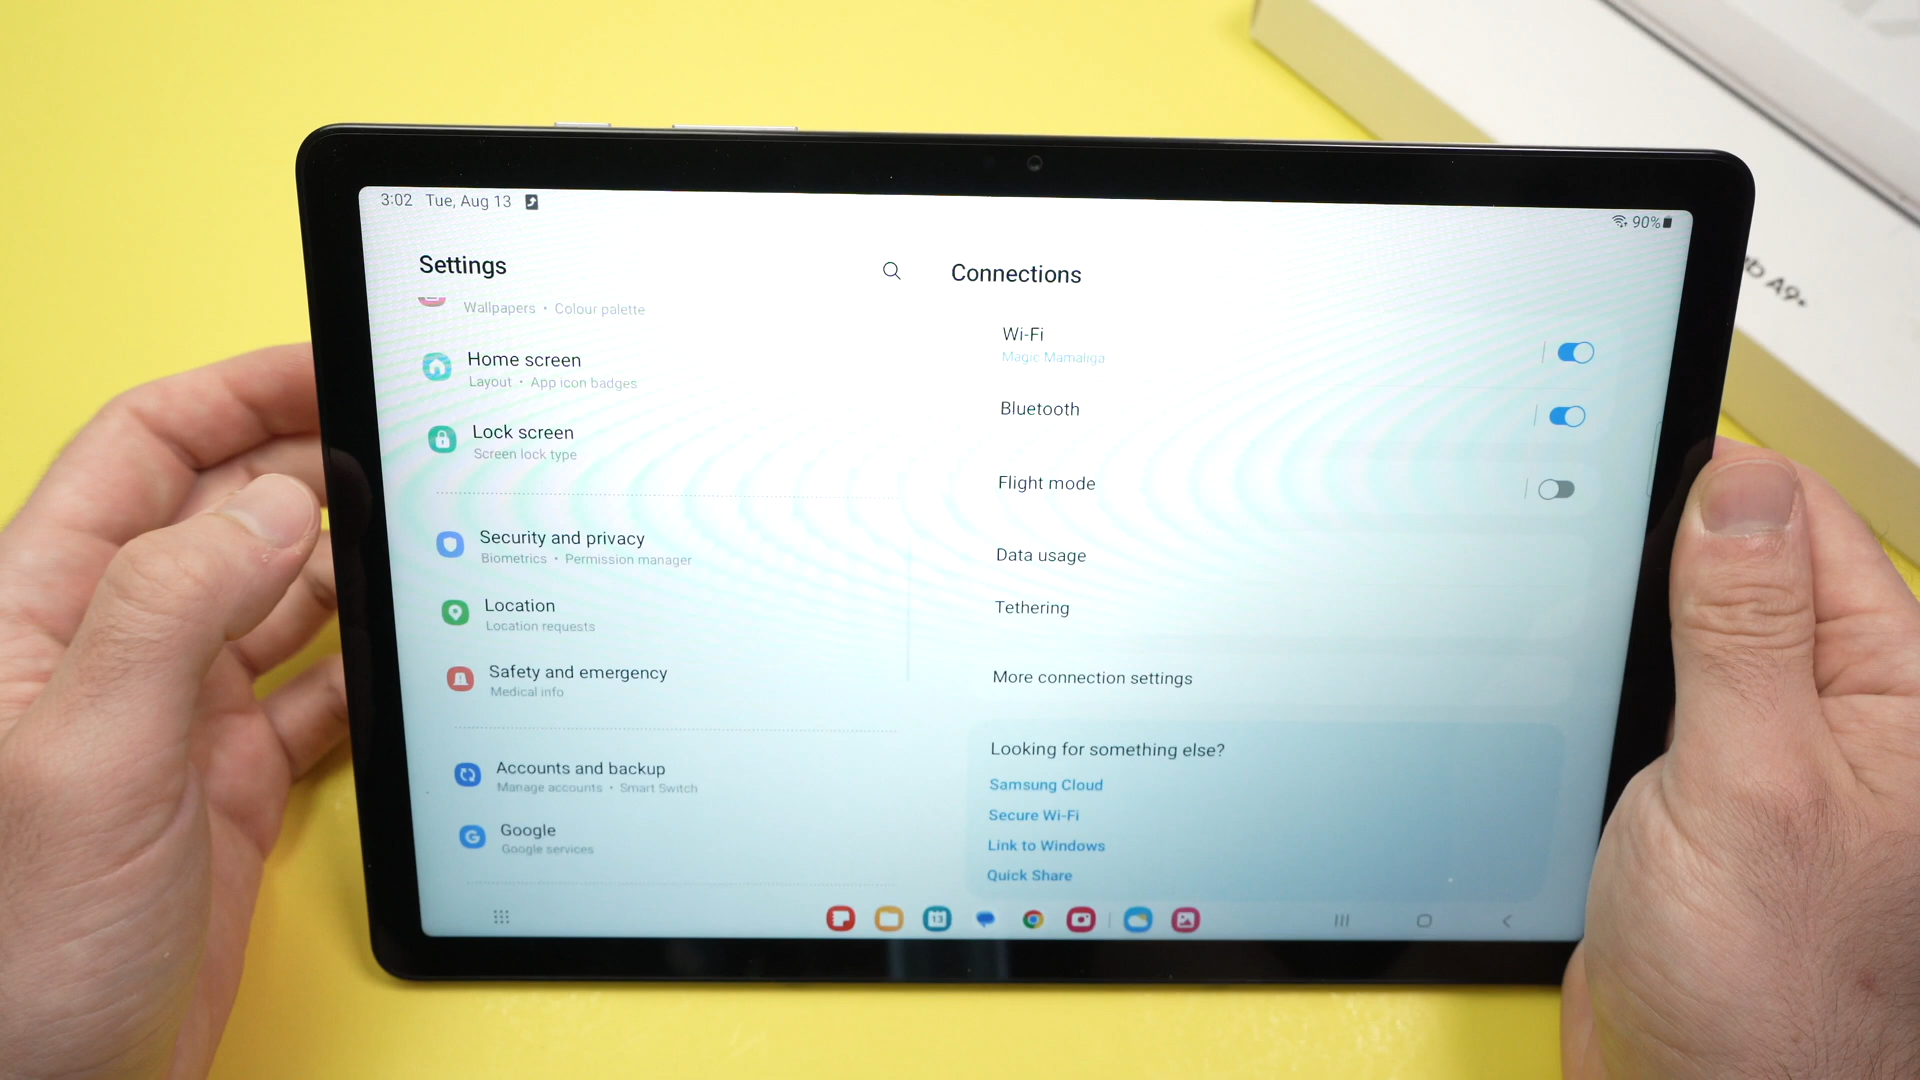 3:02 Tue, Aug 13
90%
Settings
Wallpapers • Colour palette
Home screen
Layout • App icon badges
Lock screen
Screen lock type
Security and privacy
Biometrics • Permission manager
Location
Location requests
Safety and emergency
Medical info
Accounts and backup
Manage accounts • Smart Switch
Google
Google services
Connections
Wi-Fi
Magic Mamaliga
Bluetooth
Flight mode
Data usage
Tethering
More connection settings
Looking for something else?
Samsung Cloud
Secure Wi-Fi
Link to Windows
Quick Share
13
A9+